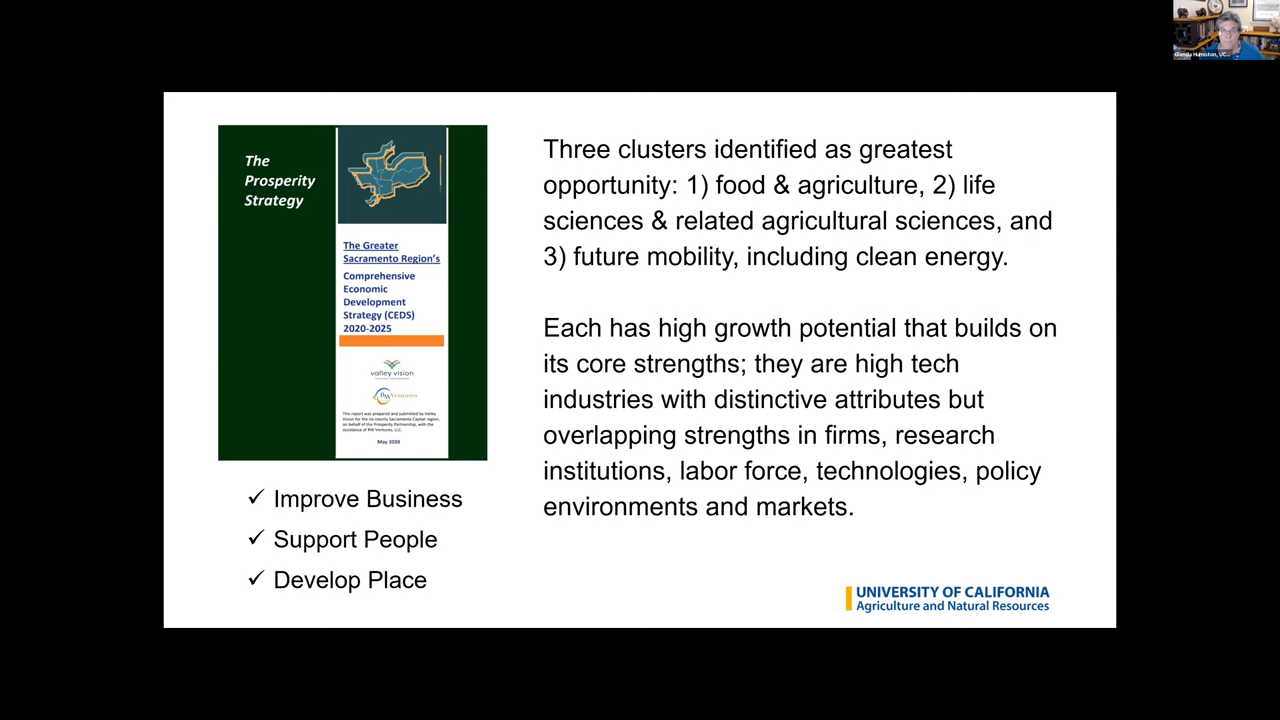 Glenda Humiston, UC...
The
Prosperity
Strategy
The Greater
Sacramento Region's
Comprehensive
Economic
Development
Strategy (CEDS)
2020-2025
valley vision
RW Ventures
This report was prepared and submitted by Valley
Vision for the six-county Sacramento Capital region,
on behalf of the Prosperity Partnership, with the
assistance of RW Ventures, LLC.
May 2020
✓ Improve Business
✓ Support People
✓ Develop Place
Three clusters identified as greatest
opportunity: 1) food & agriculture, 2) life
sciences & related agricultural sciences, and
3) future mobility, including clean energy.
Each has high growth potential that builds on
its core strengths; they are high tech
industries with distinctive attributes but
overlapping strengths in firms, research
institutions, labor force, technologies, policy
environments and markets.
UNIVERSITY OF CALIFORNIA
Agriculture and Natural Resources